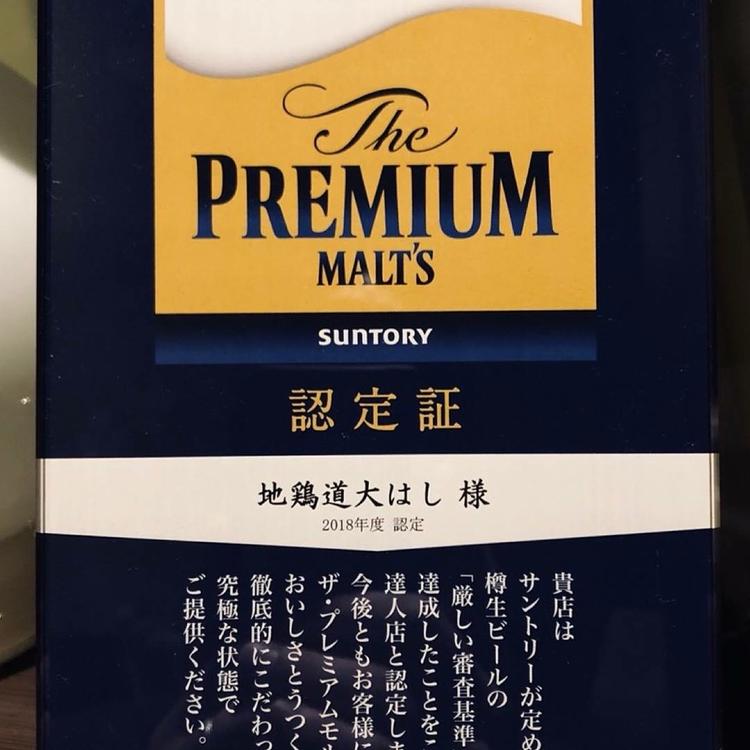 The
PREMIUM
MALT'S
SUNTORY
認定証
地鶏道大はし 様
2018年度 認定
貴店は
サントリーが定め
樽生ビールの
「厳しい審査基準
達成したことをこ
達人店と認定しま
今後ともお客様に
ザ・プレミアムモル
おいしさとうつく
徹底的にこだわっ
究極な状態で
ご提供ください。